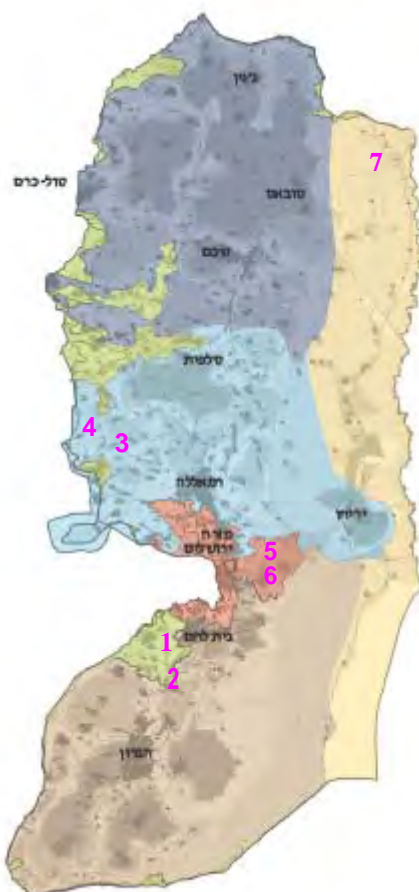 ג'נין
7
טול-כרם
טובאס
שכם
סלפית
4
3
רמאללה
יריחו
מזרח
ירושלים
5
6
1
בית לחם
2
חברון